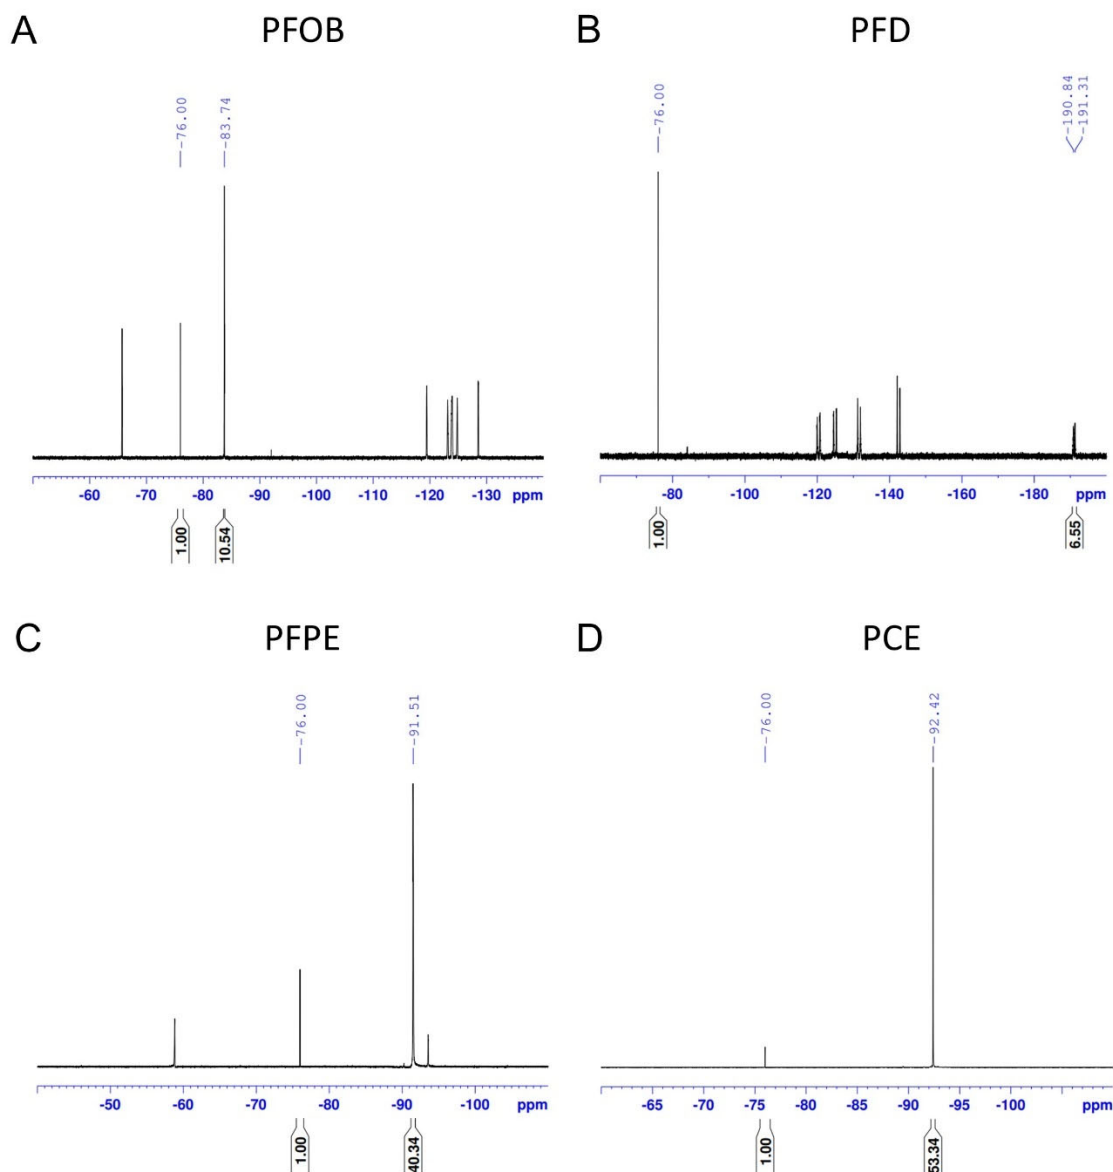 A
PFOB
-76.00
-83.74
-60 -70 -80 -90 -100 -110 -120 -130 ppm
1.00
10.54
B
PFD
-76.00
-190.84
-191.31
-80 -100 -120 -140 -160 -180 ppm
1.00
6.55
C
PFPE
-76.00
-91.51
-50 -60 -70 -80 -90 -100 ppm
1.00
40.34
D
PCE
-76.00
-92.42
-65 -70 -75 -80 -85 -90 -95 -100 ppm
1.00
53.34